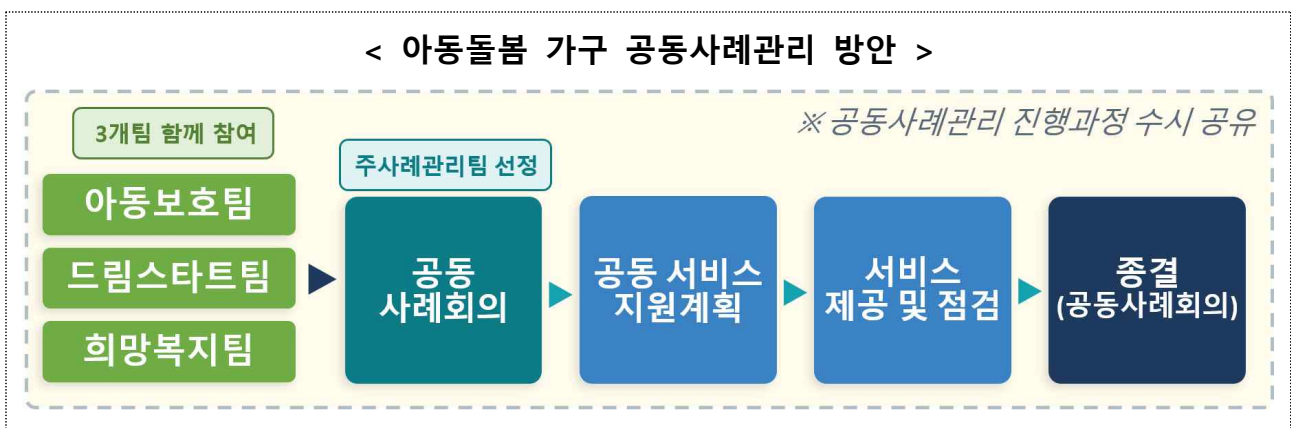 < 아동돌봄 가구 공동사례관리 방안 >
※ 공동사례관리 진행과정 수시 공유
3개팀 함께 참여
아동보호팀
드림스타트팀
희망복지팀
주사례관리팀 선정
공동
사례회의
공동 서비스
지원계획
서비스
제공 및 점검
종결
(공동사례회의)